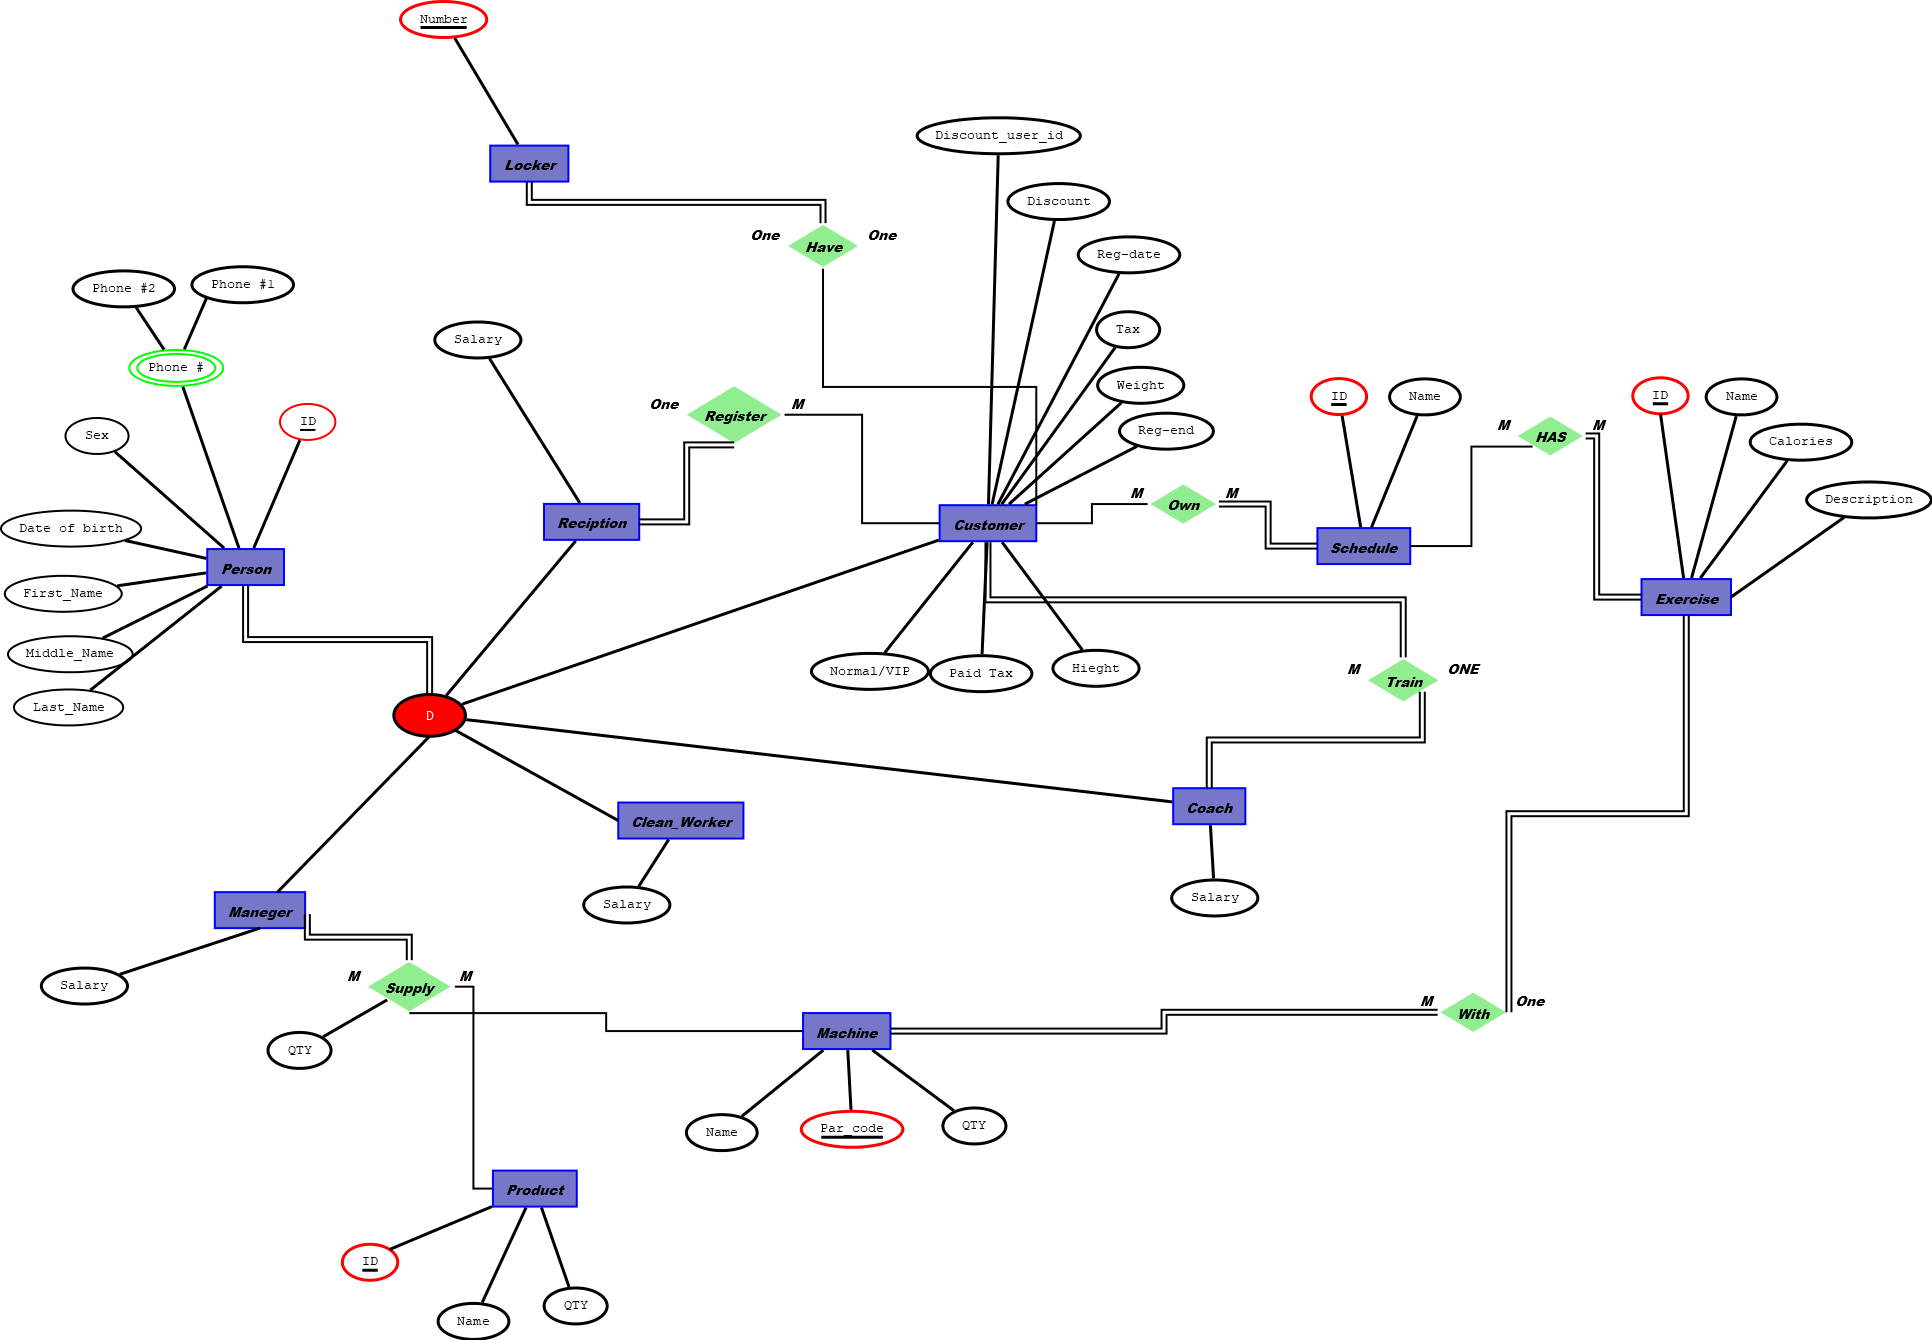 Number
Discount_user_id
Locker
Discount
One
Have
One
Reg-date
Phone #2
Phone #1
Salary
Tax
Phone #
Weight
ID
Name
ID
Name
One
Register
M
Sex
ID
Reg-end
M
HAS
M
Calories
Date of birth
Reciption
Customer
M
Own
M
Description
Schedule
Person
First_Name
Exercise
Middle_Name
Last_Name
Normal/VIP
Paid Tax
Hieght
M
Train
ONE
D
Clean_Worker
Coach
Maneger
Salary
Salary
Salary
M
Supply
M
QTY
Machine
M
With
One
Name
Par_code
QTY
Product
ID
Name
QTY